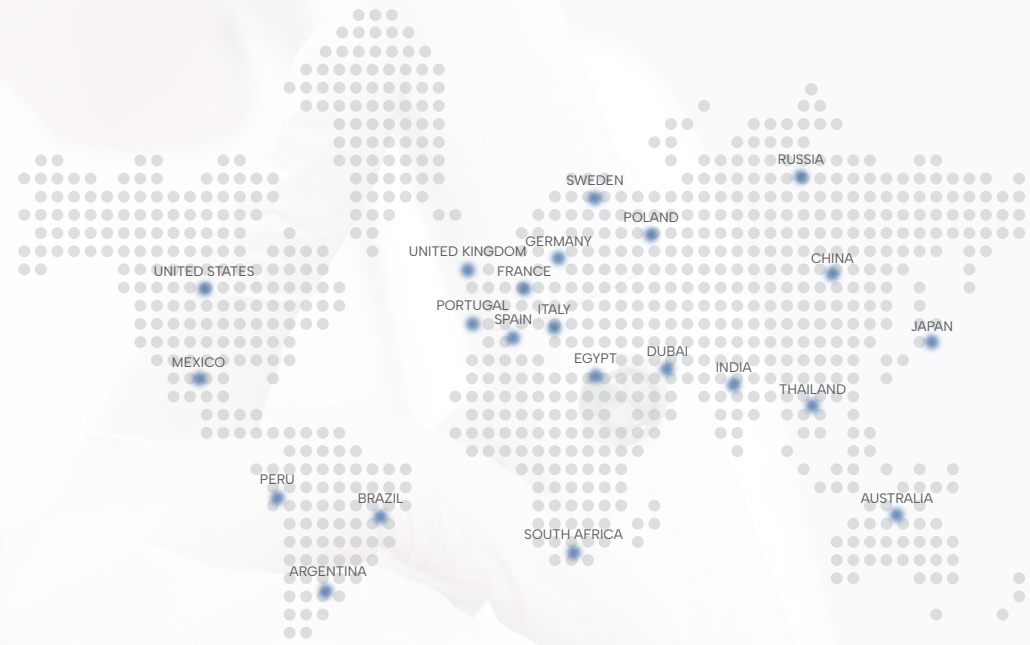 RUSSIA
SWEDEN
POLAND
GERMANY
UNITED KINGDOM
CHINA
UNITED STATES
FRANCE
PORTUGAL
ITALY
SPAIN
JAPAN
DUBAI
EGYPT
MEXICO
INDIA
THAILAND
PERU
BRAZIL
AUSTRALIA
SOUTH AFRICA
ARGENTINA